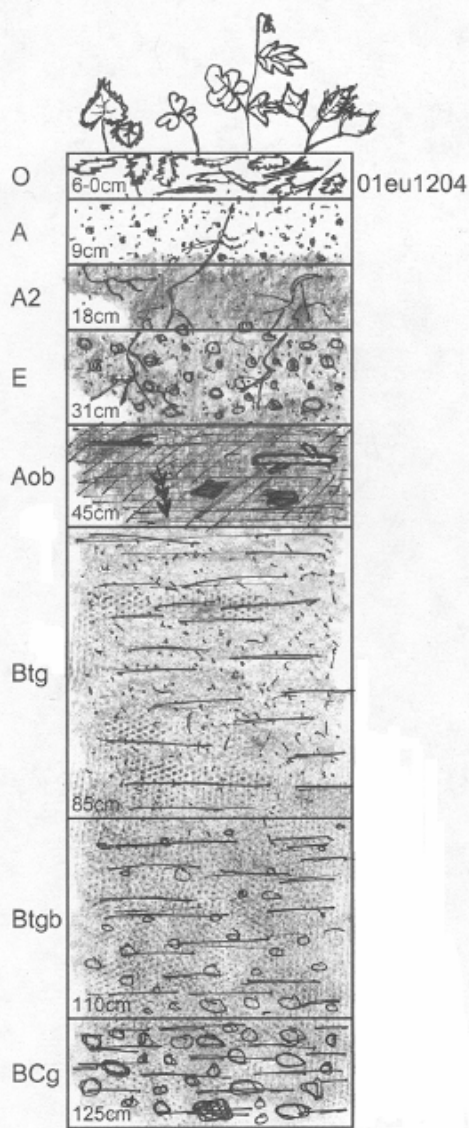 O
6-0cm
01eu1204
A
9cm
A2
18cm
E
31cm
Aob
45cm
Btg
85cm
Btgb
110cm
BCg
125cm